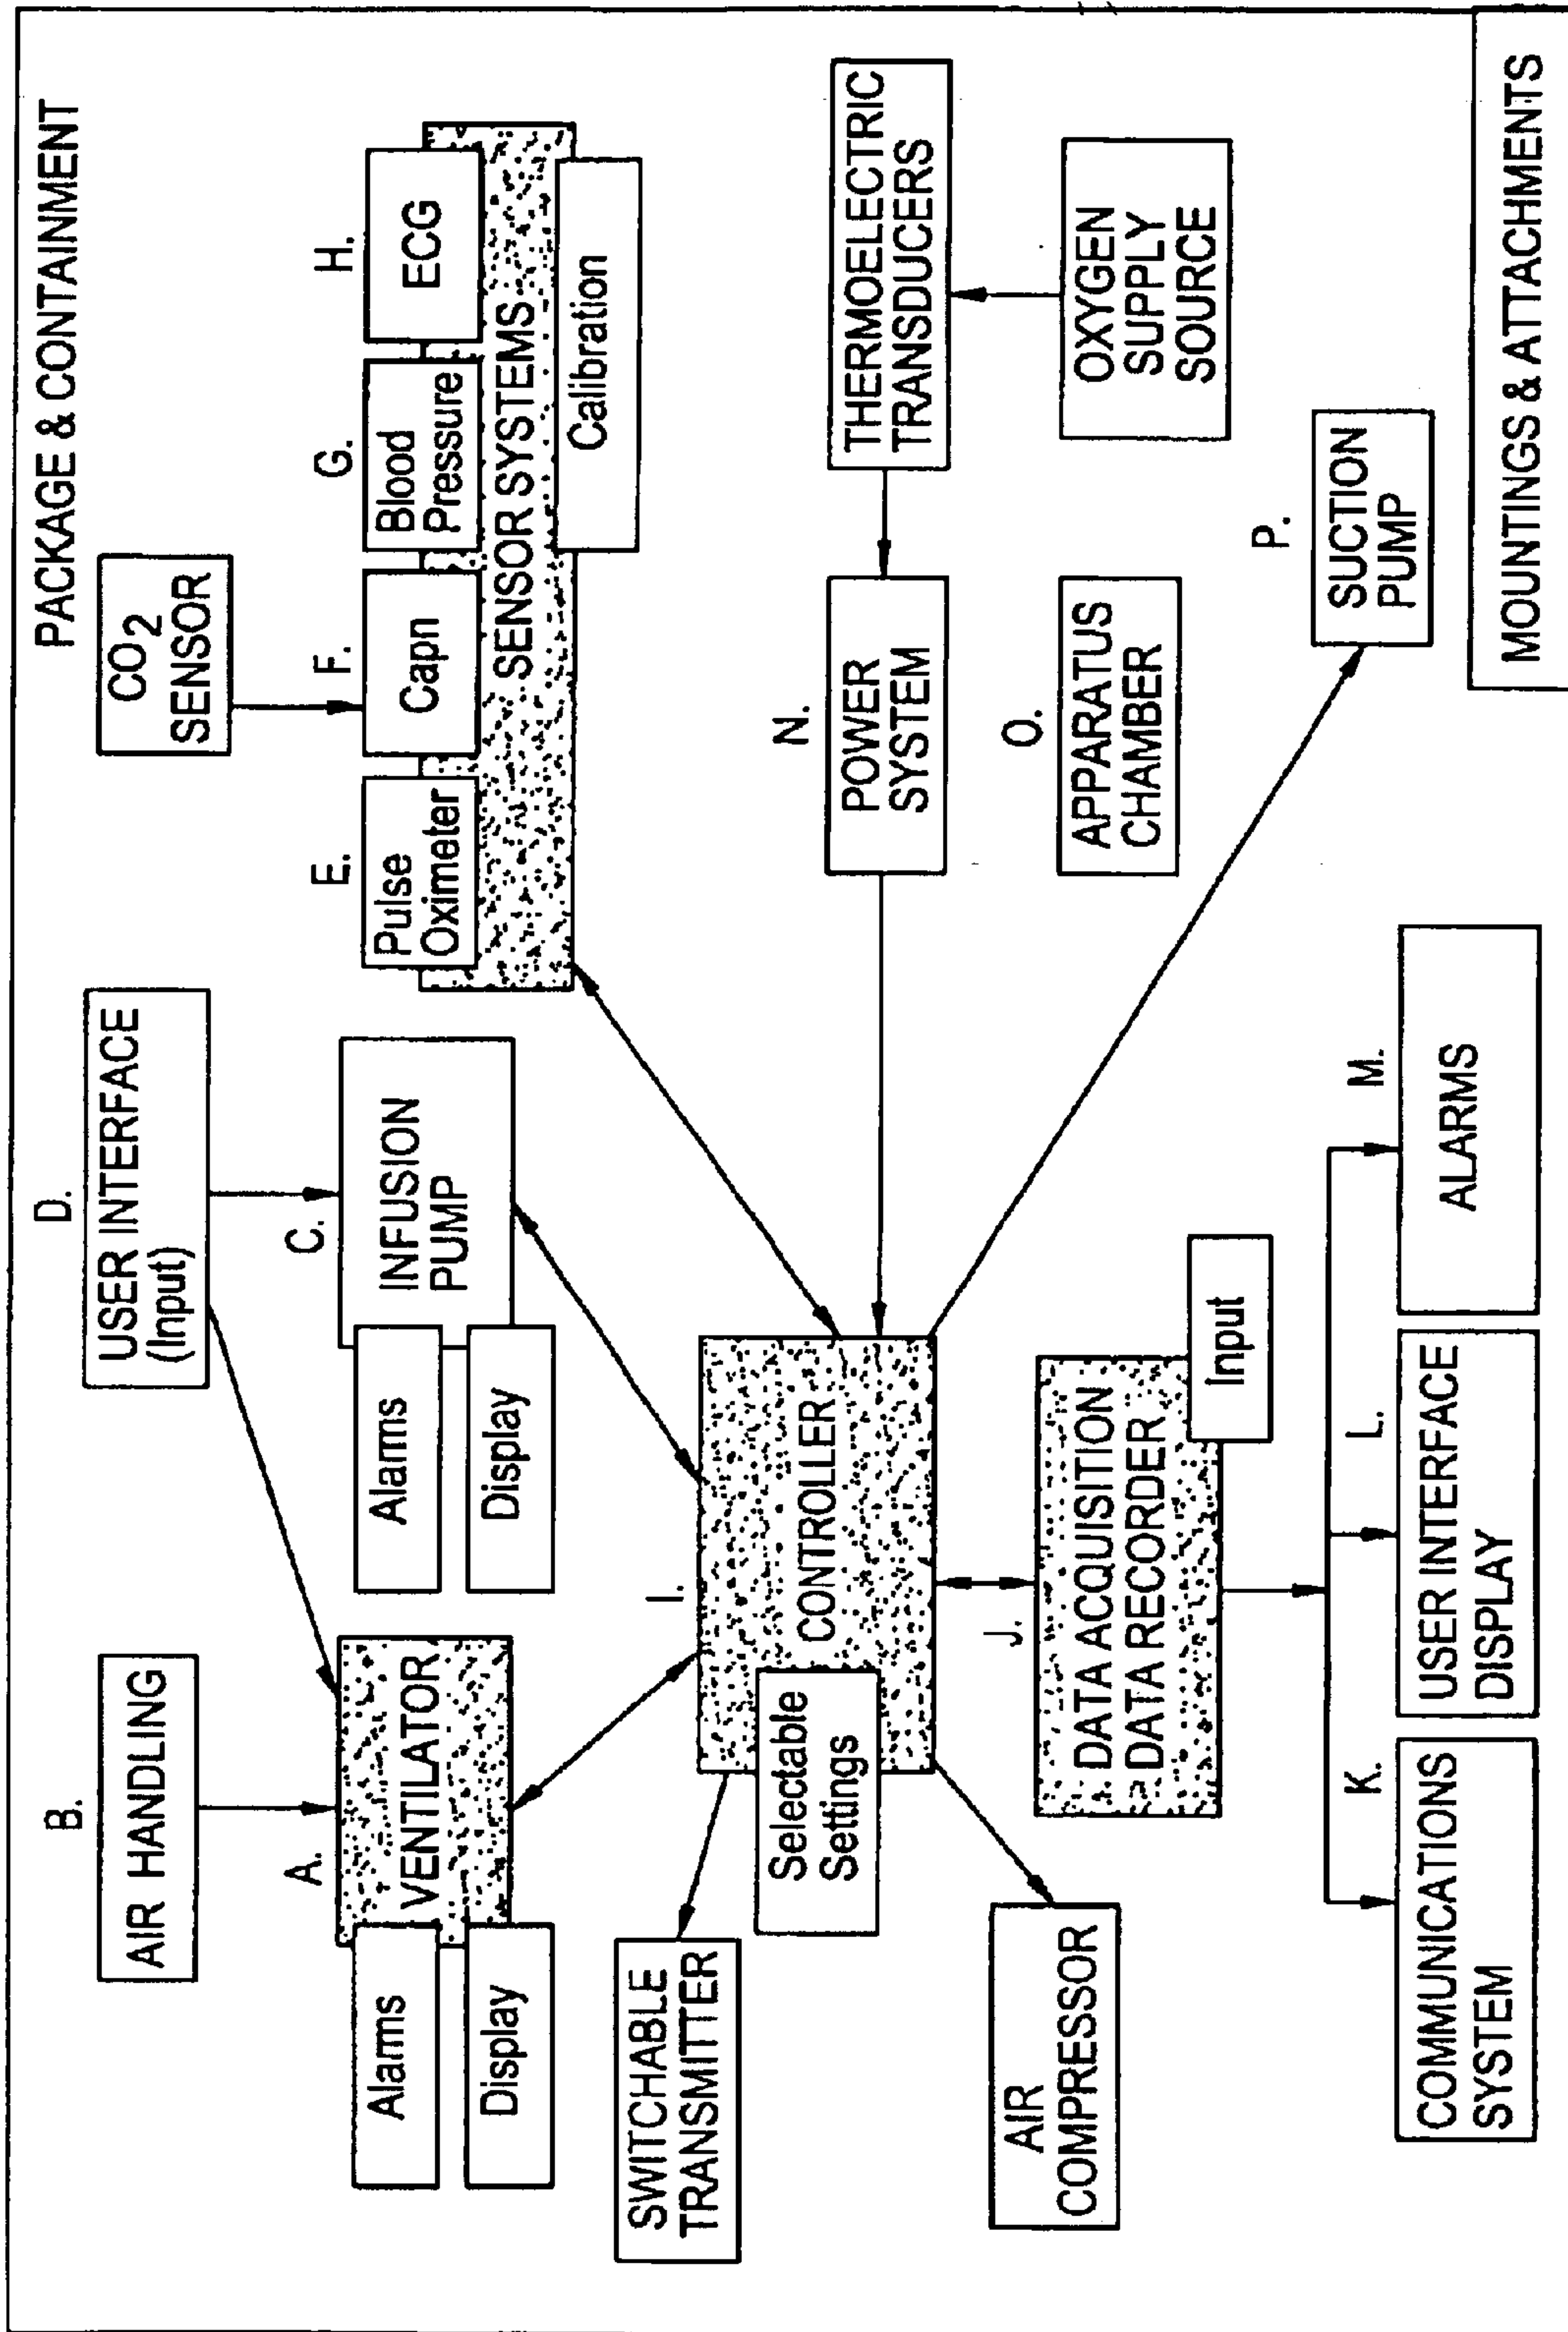 PACKAGE & CONTAINMENT
B.
AIR HANDLING
D.
USER INTERFACE
(Input)
CO2
SENSOR
A.
VENTILATOR
Alarms
Display
C.
INFUSION
PUMP
Alarms
Display
E.
Pulse
Oximeter
F.
Capn
G.
Blood
Pressure
H.
ECG
SENSOR SYSTEMS
Calibration
SWITCHABLE
TRANSMITTER
I.
CONTROLLER
Selectable
Settings
N.
POWER
SYSTEM
THERMOELECTRIC
TRANSDUCERS
AIR
COMPRESSOR
J.
DATA ACQUISITION
DATA RECORDER
Input
O.
APPARATUS
CHAMBER
OXYGEN
SUPPLY
SOURCE
K.
COMMUNICATIONS
SYSTEM
L.
USER INTERFACE
DISPLAY
M.
ALARMS
P.
SUCTION
PUMP
MOUNTINGS & ATTACHMENTS